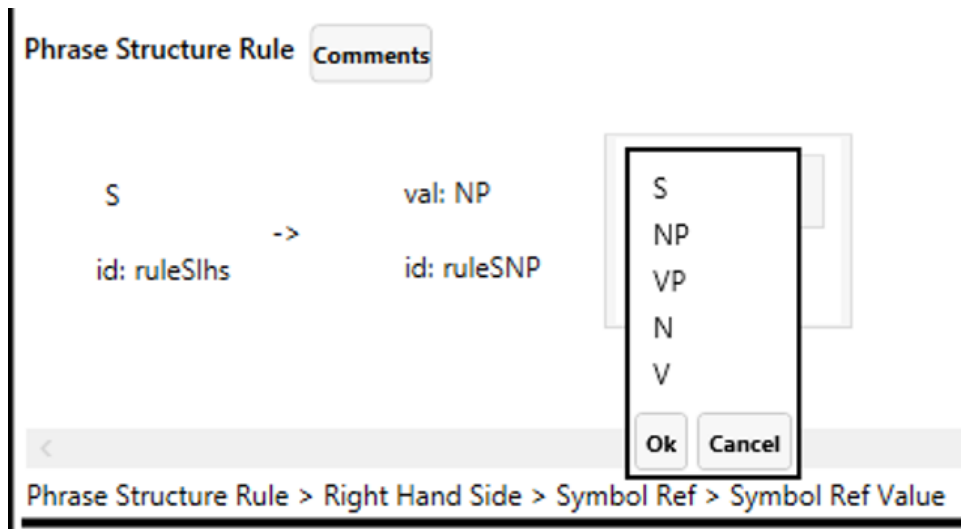 Phrase Structure Rule Comments
S
->
id: ruleSlhs
val: NP
id: ruleSNP
S
NP
VP
N
V
Ok Cancel
<
Phrase Structure Rule > Right Hand Side > Symbol Ref > Symbol Ref Value